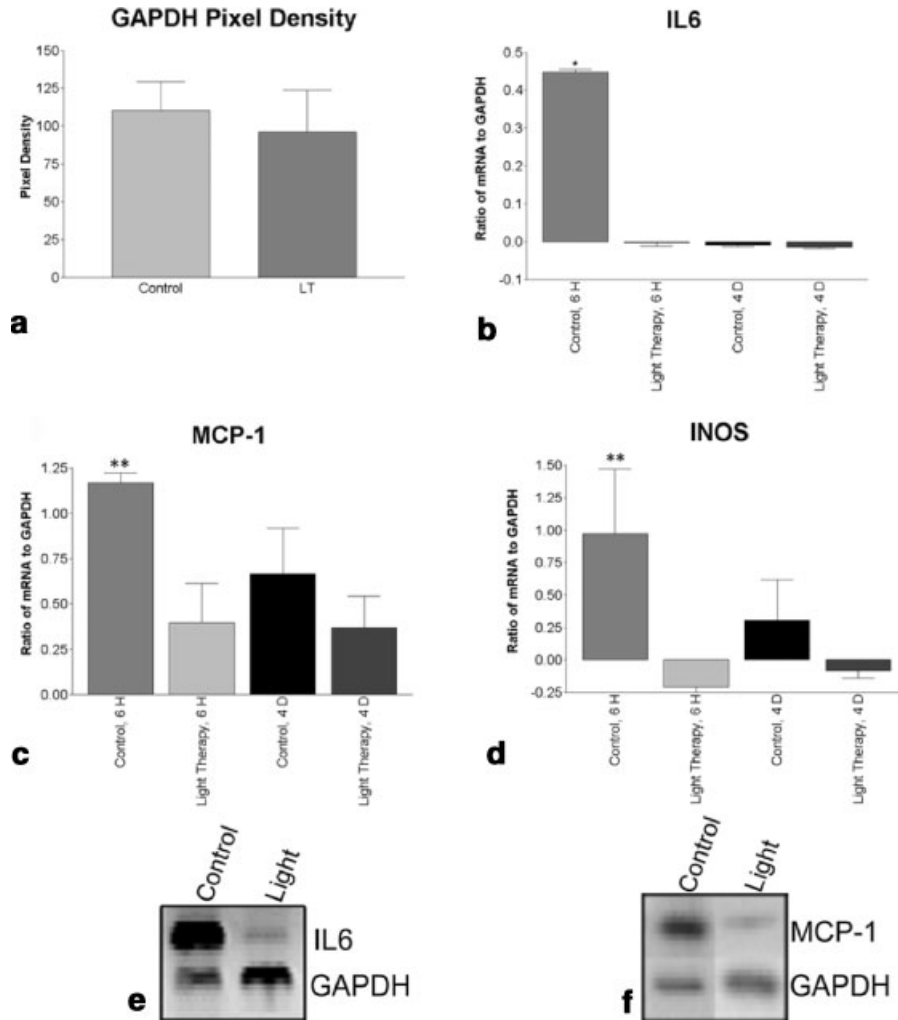 GAPDH Pixel Density
150
125
100
75
50
25
0
Pixel Density
Control
LT
a
IL6
0.5
0.4
0.3
0.2
0.1
0.0
-0.1
Ratio of mRNA to GAPDH
*
Control, 6 H
Light Therapy, 6 H
Control, 4 D
Light Therapy, 4 D
b
MCP-1
1.25
1.00
0.75
0.50
0.25
0.00
Ratio of mRNA to GAPDH
**
Control, 6 H
Light Therapy, 6 H
Control, 4 D
Light Therapy, 4 D
c
INOS
1.50
1.25
1.00
0.75
0.50
0.25
0.00
-0.25
Ratio of mRNA to GAPDH
**
Control, 6 H
Light Therapy, 6 H
Control, 4 D
Light Therapy, 4 D
d
Control
Light
IL6
GAPDH
e
Control
Light
MCP-1
GAPDH
f